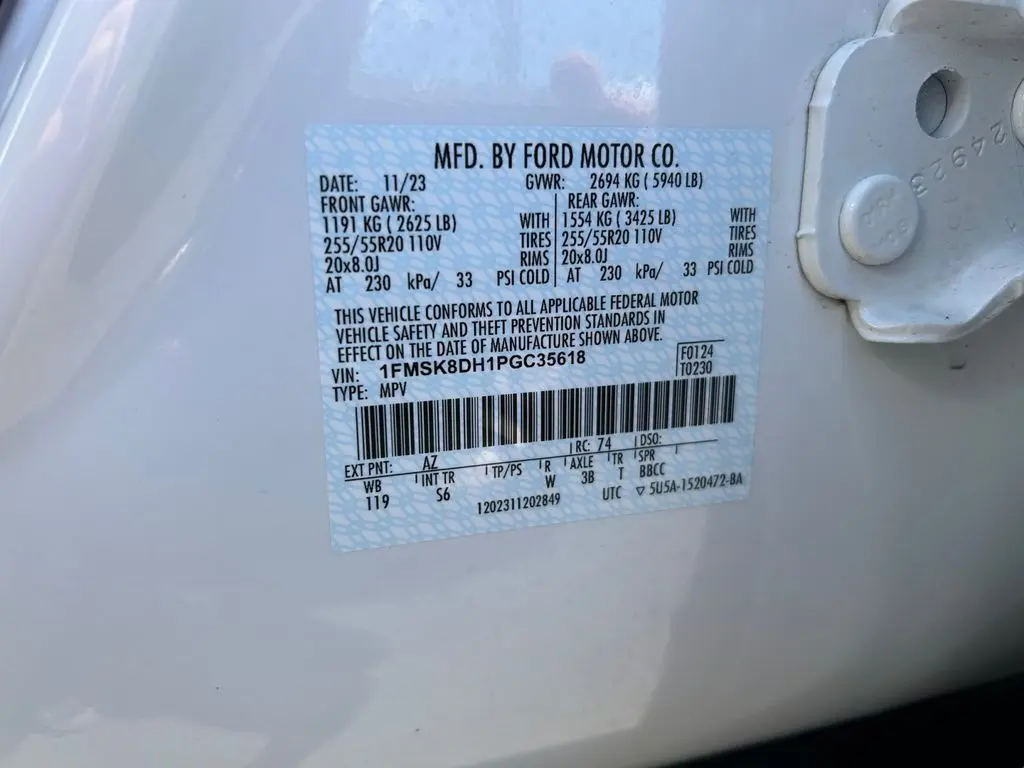 MFD. BY FORD MOTOR CO.
DATE: 11/23 GVWR: 2694 KG ( 5940 LB)
FRONT GAWR: REAR GAWR:
1191 KG ( 2625 LB) WITH 1554 KG ( 3425 LB) WITH
255/55R20 110V TIRES 255/55R20 110V TIRES
20x8.0J RIMS 20x8.0J RIMS
AT 230 kPa/ 33 PSI COLD AT 230 kPa/ 33 PSI COLD
THIS VEHICLE CONFORMS TO ALL APPLICABLE FEDERAL MOTOR
VEHICLE SAFETY AND THEFT PREVENTION STANDARDS IN
EFFECT ON THE DATE OF MANUFACTURE SHOWN ABOVE.
VIN: 1FMSK8DH1PGC35618 F0124
TYPE: MPV T0230
EXT PNT: AZ RC: 74 DSO:
WB INT TR TP/PS R AXLE TR SPR
119 S6 W 3B T BBCC
1202311202849 UTC ▽ 5U5A-1520472-BA
24923